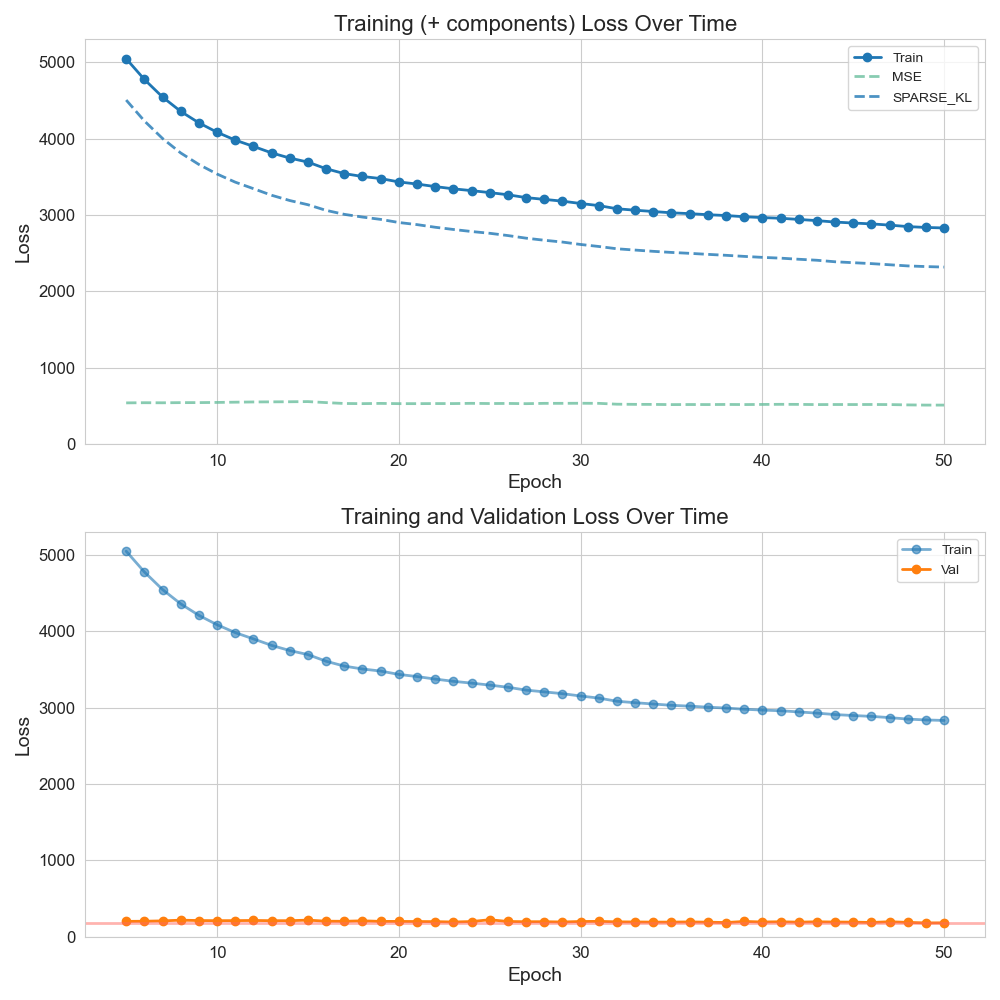 Training (+ components) Loss Over Time
Loss
5000
4000
3000
2000
1000
0
Train
MSE
SPARSE_KL
10 20 30 40 50
Epoch
Training and Validation Loss Over Time
Loss
5000
4000
3000
2000
1000
0
Train
Val
10 20 30 40 50
Epoch